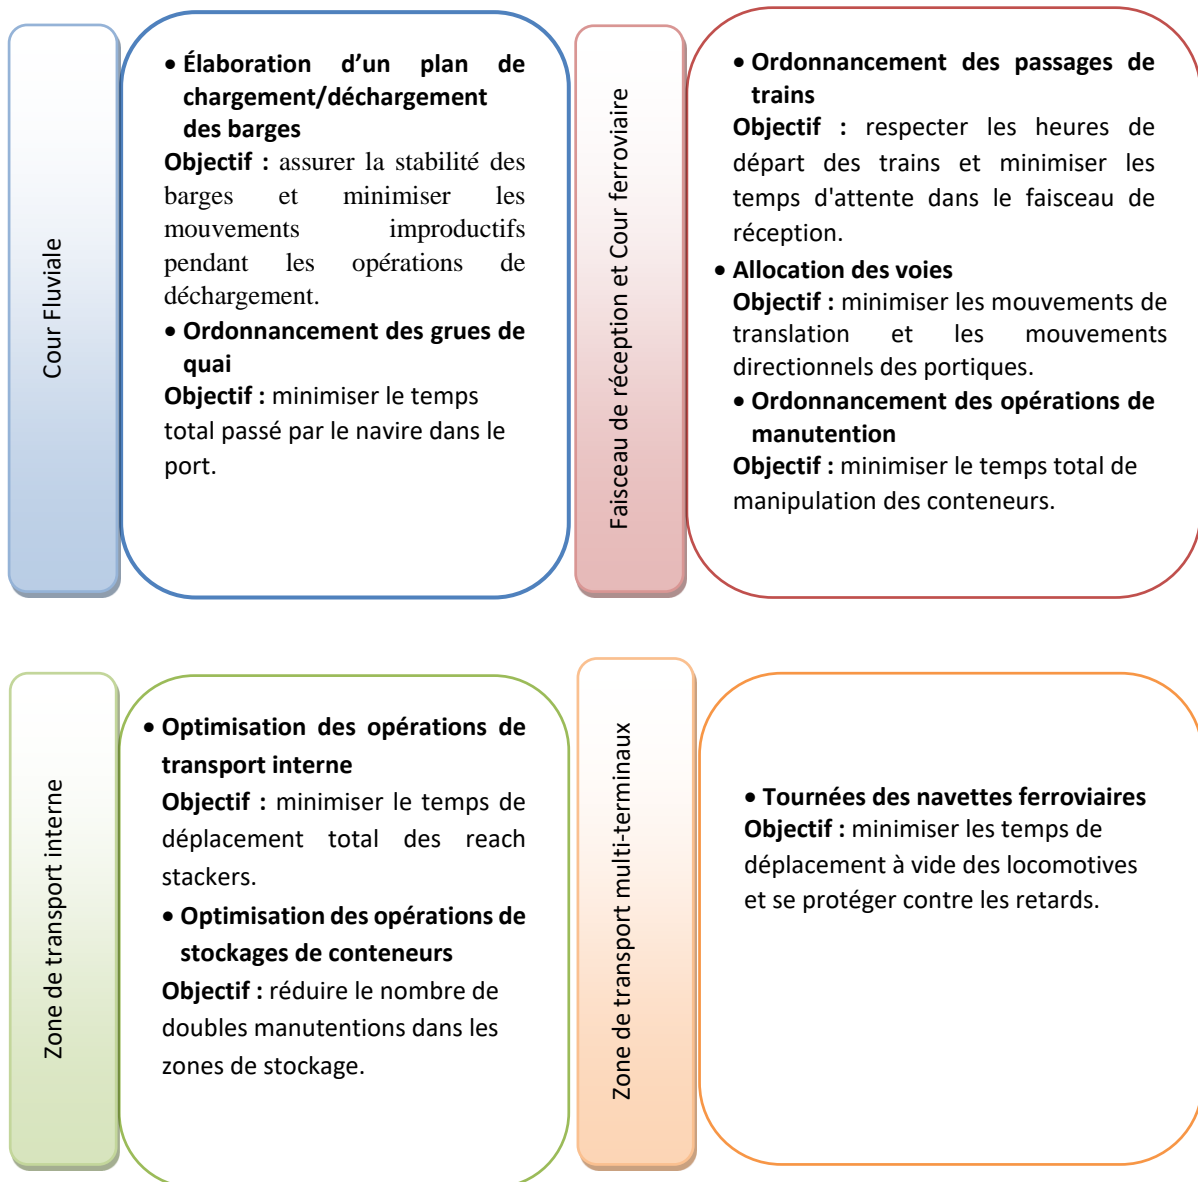 Cour Fluviale
• Élaboration d’un plan de
chargement/déchargement
des barges
Objectif : assurer la stabilité des
barges et minimiser les
mouvements improductifs
pendant les opérations de
déchargement.
• Ordonnancement des grues de
quai
Objectif : minimiser le temps
total passé par le navire dans le
port.
Faisceau de réception et Cour ferroviaire
• Ordonnancement des passages de
trains
Objectif : respecter les heures de
départ des trains et minimiser les
temps d'attente dans le faisceau de
réception.
• Allocation des voies
Objectif : minimiser les mouvements de
translation et les mouvements
directionnels des portiques.
• Ordonnancement des opérations de
manutention
Objectif : minimiser le temps total de
manipulation des conteneurs.
Zone de transport interne
• Optimisation des opérations de
transport interne
Objectif : minimiser le temps de
déplacement total des reach
stackers.
• Optimisation des opérations de
stockages de conteneurs
Objectif : réduire le nombre de
doubles manutentions dans les
zones de stockage.
Zone de transport multi-terminaux
• Tournées des navettes ferroviaires
Objectif : minimiser les temps de
déplacement à vide des locomotives
et se protéger contre les retards.